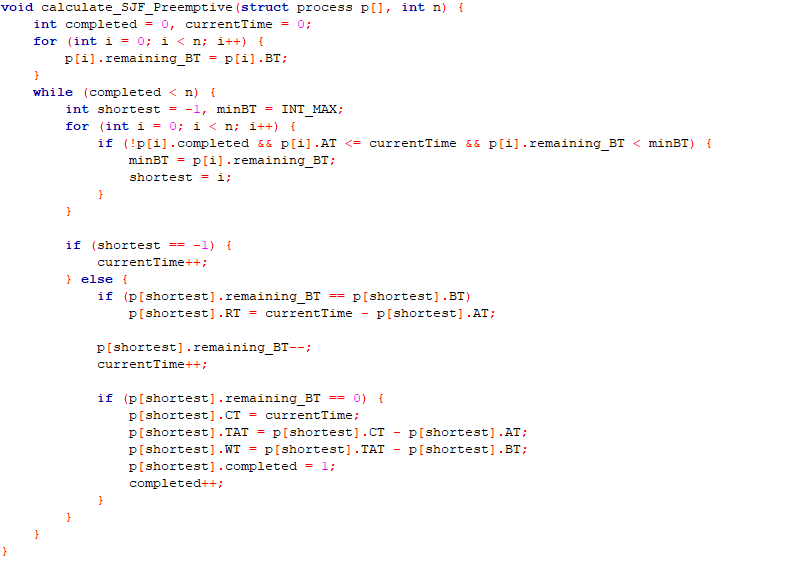 void calculate_SJF_Preemptive(struct process p[], int n) {
    int completed = 0, currentTime = 0;
    for (int i = 0; i < n; i++) {
        p[i].remaining_BT = p[i].BT;
    }
    while (completed < n) {
        int shortest = -1, minBT = INT_MAX;
        for (int i = 0; i < n; i++) {
            if (!p[i].completed && p[i].AT <= currentTime && p[i].remaining_BT < minBT) {
                minBT = p[i].remaining_BT;
                shortest = i;
            }
        }

        if (shortest == -1) {
            currentTime++;
        } else {
            if (p[shortest].remaining_BT == p[shortest].BT)
                p[shortest].RT = currentTime - p[shortest].AT;

            p[shortest].remaining_BT--;
            currentTime++;

            if (p[shortest].remaining_BT == 0) {
                p[shortest].CT = currentTime;
                p[shortest].TAT = p[shortest].CT - p[shortest].AT;
                p[shortest].WT = p[shortest].TAT - p[shortest].BT;
                p[shortest].completed = 1;
                completed++;
            }
        }
    }
}